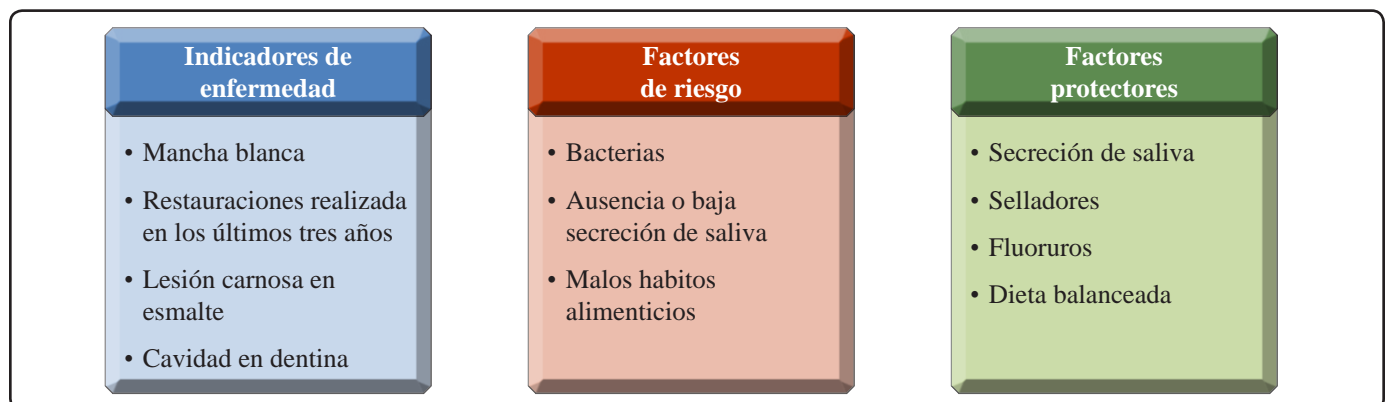 Indicadores de
enfermedad
• Mancha blanca
• Restauraciones realizada
en los últimos tres años
• Lesión carnosa en
esmalte
• Cavidad en dentina
Factores
de riesgo
• Bacterias
• Ausencia o baja
secreción de saliva
• Malos habitos
alimenticios
Factores
protectores
• Secreción de saliva
• Selladores
• Fluoruros
• Dieta balanceada